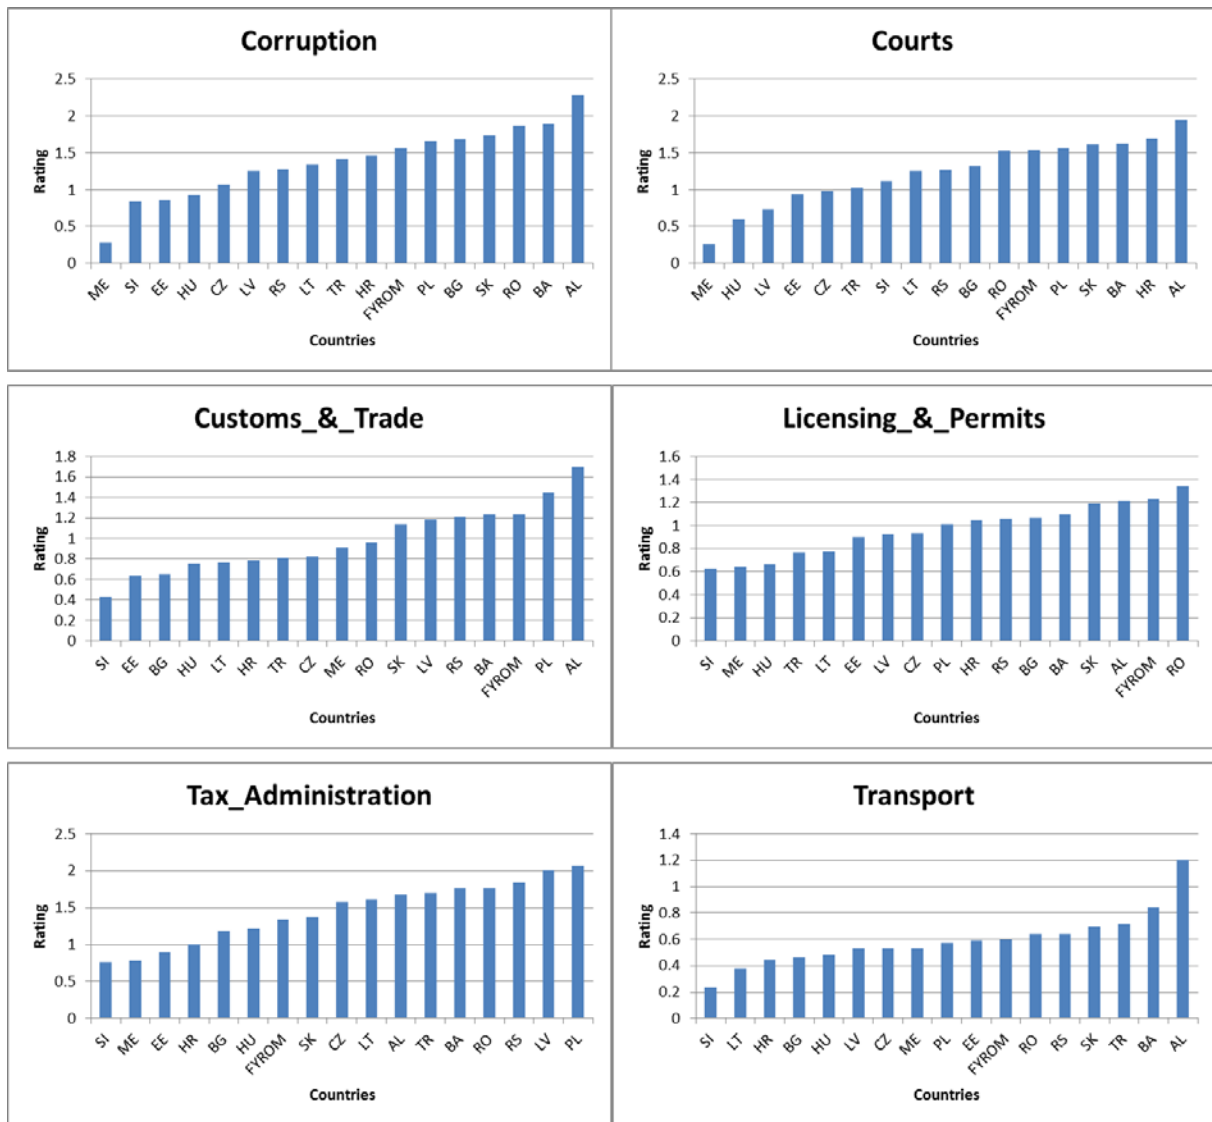 Corruption
2.5
2
1.5
1
0.5
0
Rating
ME SI EE HU CZ LV RS LT TR HR FYROM PL BG SK RO BA AL
Countries
Courts
2.5
2
1.5
1
0.5
0
Rating
ME HU LV EE CZ TR SI LT RS BG RO FYROM PL SK BA HR AL
Countries
Customs_&_Trade
1.8
1.6
1.4
1.2
1
0.8
0.6
0.4
0.2
0
Rating
SI EE BG HU LT HR TR CZ ME RO SK LV RS BA FYROM PL AL
Countries
Licensing_&_Permits
1.6
1.4
1.2
1
0.8
0.6
0.4
0.2
0
Rating
SI ME HU TR LT EE LV CZ PL HR RS BG BA SK AL FYROM RO
Countries
Tax_Administration
2.5
2
1.5
1
0.5
0
Rating
SI ME EE HR BG HU FYROM SK CZ LT AL TR BA RO RS LV PL
Countries
Transport
1.4
1.2
1
0.8
0.6
0.4
0.2
0
Rating
SI LT HR BG HU LV CZ ME PL EE FYROM RO RS SK TR BA AL
Countries